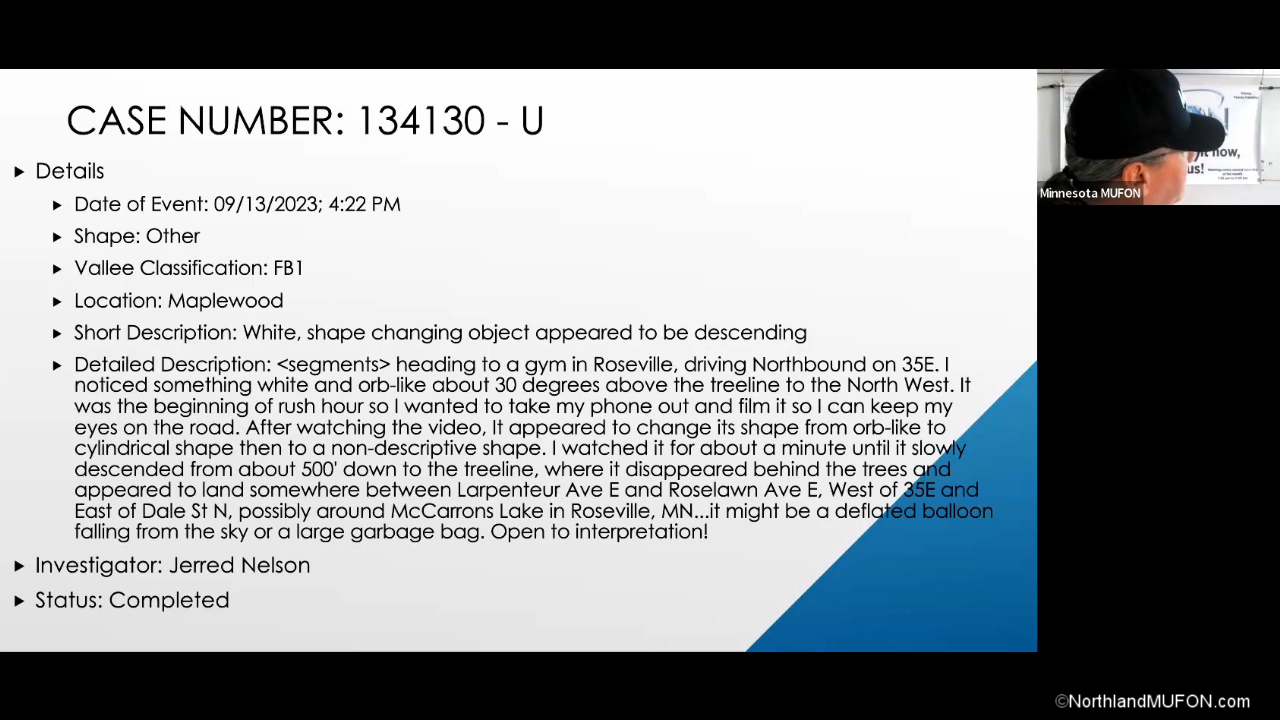 CASE NUMBER: 134130 - U
Details
Date of Event: 09/13/2023; 4:22 PM
Shape: Other
Vallee Classification: FB1
Location: Maplewood
Short Description: White, shape changing object appeared to be descending
Detailed Description: <segments> heading to a gym in Roseville, driving Northbound on 35E. I
noticed something white and orb-like about 30 degrees above the treeline to the North West. It
was the beginning of rush hour so I wanted to take my phone out and film it so I can keep my
eyes on the road. After watching the video, It appeared to change its shape from orb-like to
cylindrical shape then to a non-descriptive shape. I watched it for about a minute until it slowly
descended from about 500' down to the treeline, where it disappeared behind the trees and
appeared to land somewhere between Larpenteur Ave E and Roselawn Ave E, West of 35E and
East of Dale St N, possibly around McCarrons Lake in Roseville, MN...it might be a deflated balloon
falling from the sky or a large garbage bag. Open to interpretation!
Investigator: Jerred Nelson
Status: Completed
now,
us!
Minnesota MUFON
©NorthlandMUFON.com